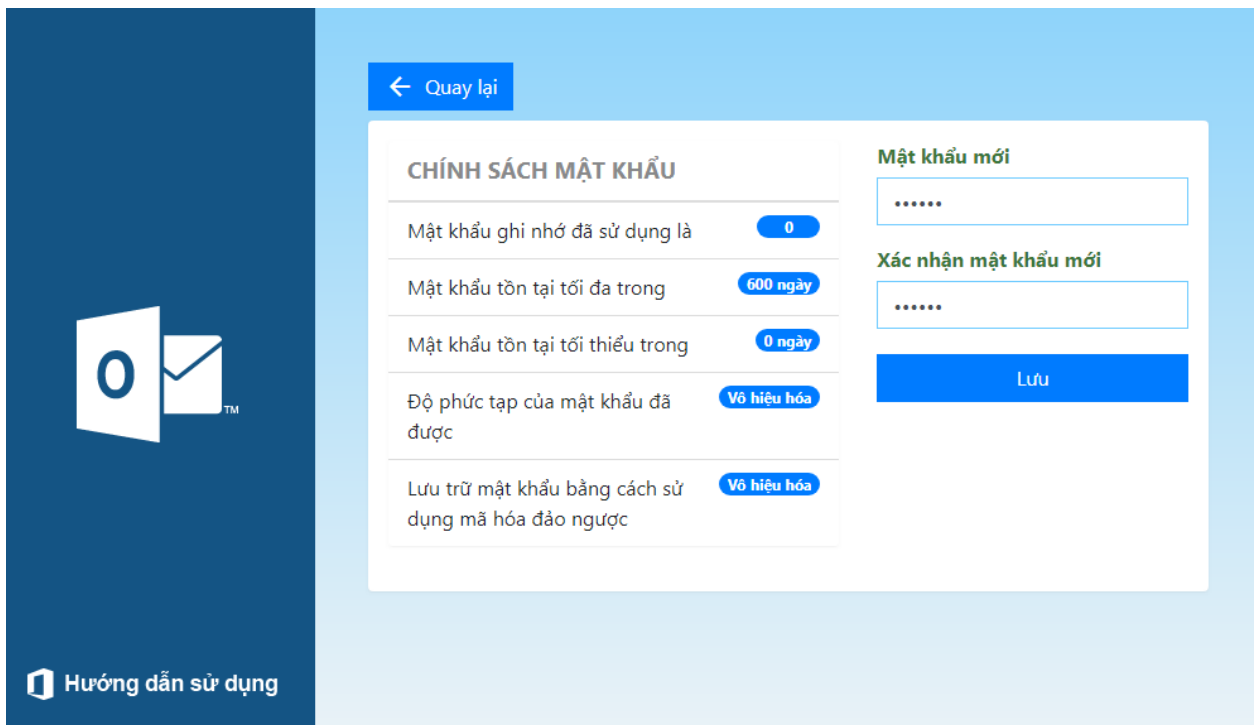 Quay lại
CHÍNH SÁCH MẬT KHẨU
Mật khẩu ghi nhớ đã sử dụng là 0
Mật khẩu tồn tại tối đa trong 600 ngày
Mật khẩu tồn tại tối thiểu trong 0 ngày
Độ phức tạp của mật khẩu đã Vô hiệu hóa
được
Lưu trữ mật khẩu bằng cách sử Vô hiệu hóa
dụng mã hóa đảo ngược
Mật khẩu mới
••••••
Xác nhận mật khẩu mới
••••••
Lưu
O
TM
Hướng dẫn sử dụng